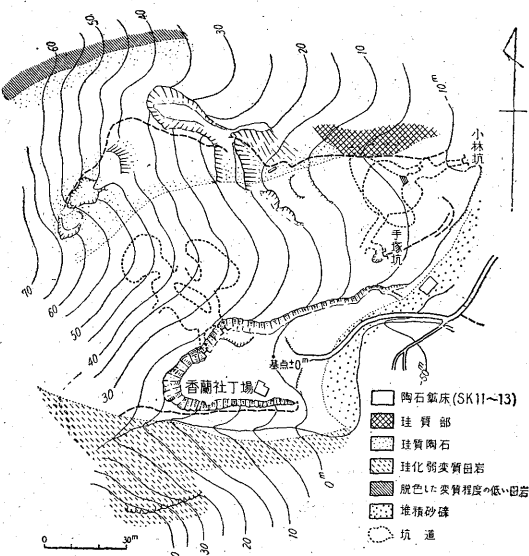 60
50
40
30
20
10
-10m
小林坑
手塚坑
70
60
50
40
30
基点±0m
香蘭社丁場
-30m
0m
10
20
30m
0
陶石鉱床(SK11~13)
珪質部
珪質陶石
珪化弱変質母岩
脱色した変質程度の低い母岩
堆積砂礫
坑道